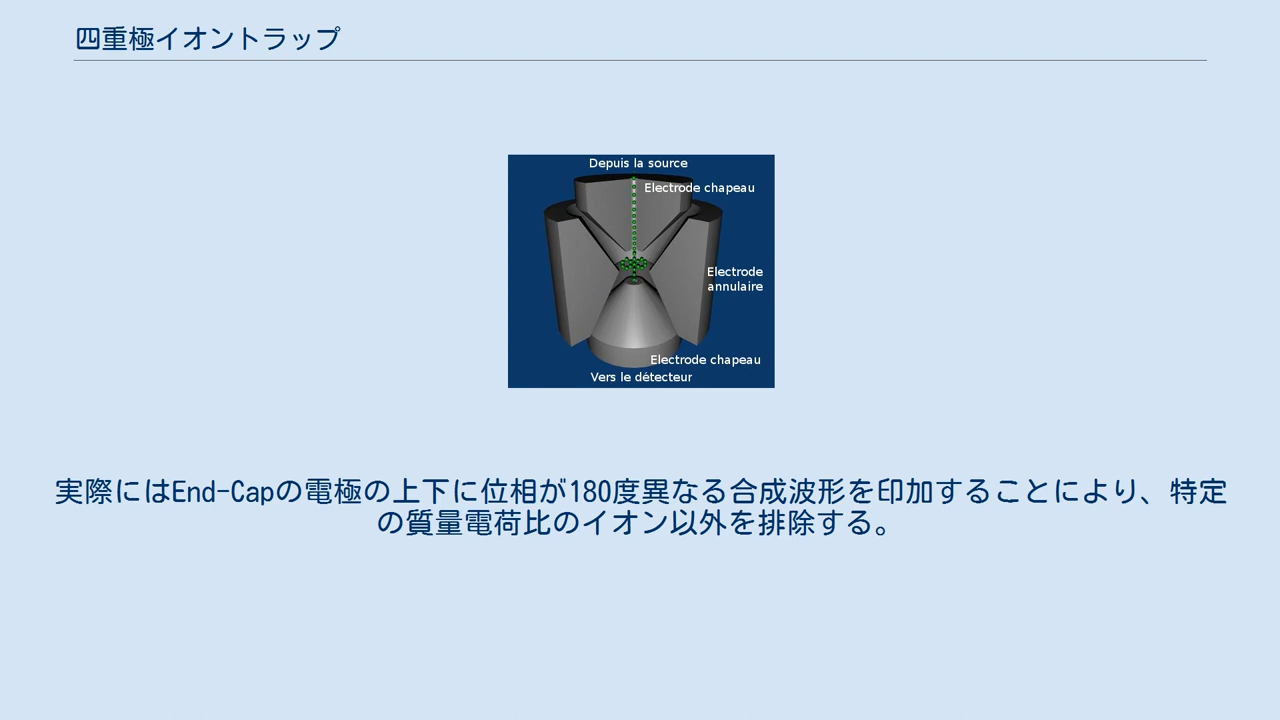 四重極イオントラップ
Depuis la source
Electrode chapeau
Electrode
annulaire
Electrode chapeau
Vers le détecteur
実際にはEnd-Capの電極の上下に位相が180度異なる合成波形を印加することにより、特定
の質量電荷比のイオン以外を排除する。